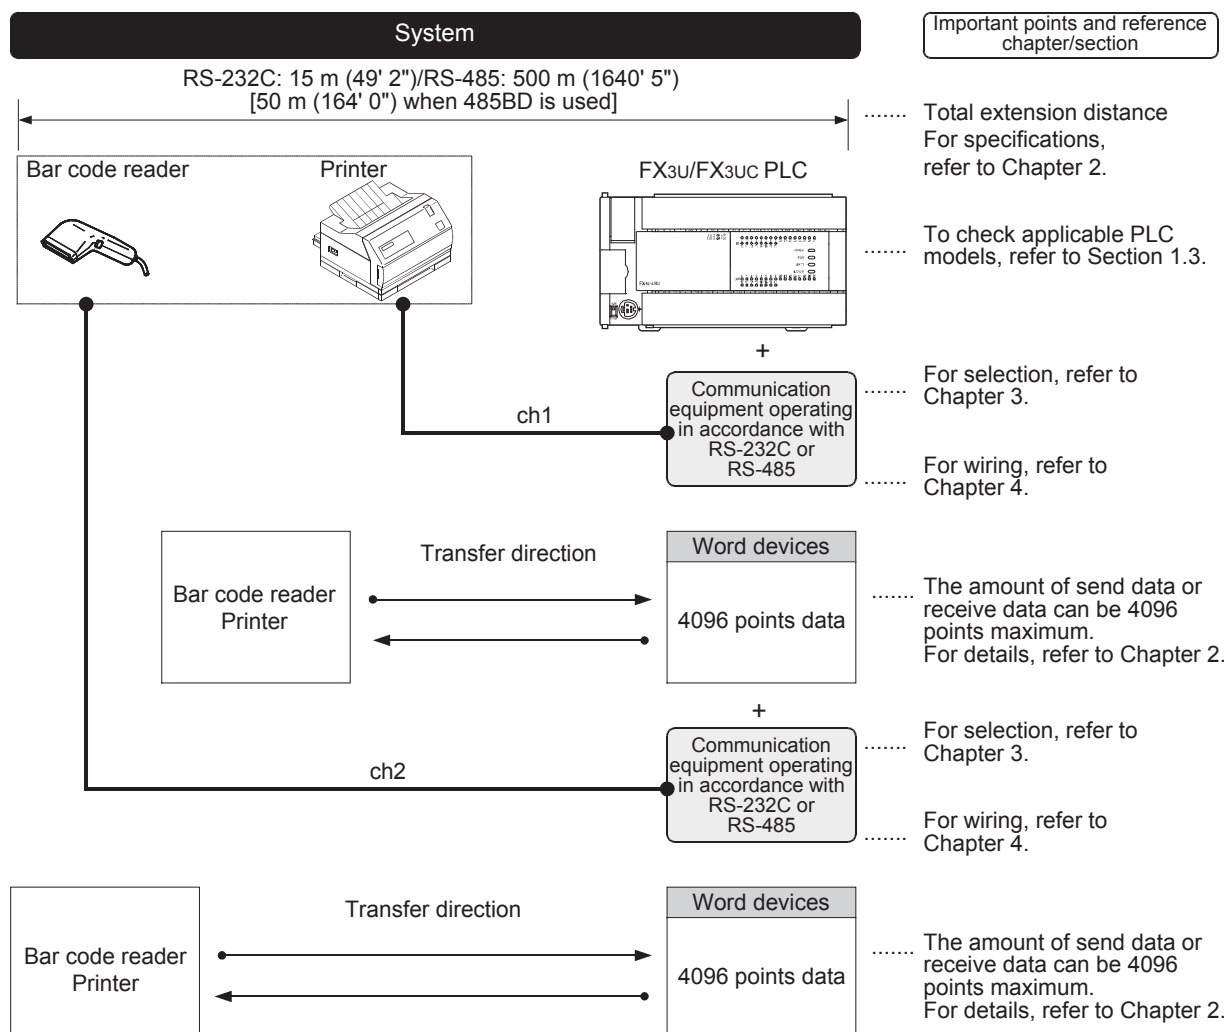 System
Important points and reference
chapter/section
RS-232C: 15 m (49' 2")/RS-485: 500 m (1640' 5")
[50 m (164' 0") when 485BD is used]
....... Total extension distance
For specifications,
refer to Chapter 2.
Bar code reader
Printer
FX3U/FX3UC PLC
....... To check applicable PLC
models, refer to Section 1.3.
+
Communication
equipment operating
in accordance with
RS-232C or
RS-485
ch1
....... For selection, refer to
Chapter 3.
....... For wiring, refer to
Chapter 4.
Bar code reader
Printer
Transfer direction
Word devices
4096 points data
....... The amount of send data or
receive data can be 4096
points maximum.
For details, refer to Chapter 2.
+
Communication
equipment operating
in accordance with
RS-232C or
RS-485
ch2
....... For selection, refer to
Chapter 3.
....... For wiring, refer to
Chapter 4.
Bar code reader
Printer
Transfer direction
Word devices
4096 points data
....... The amount of send data or
receive data can be 4096
points maximum.
For details, refer to Chapter 2.